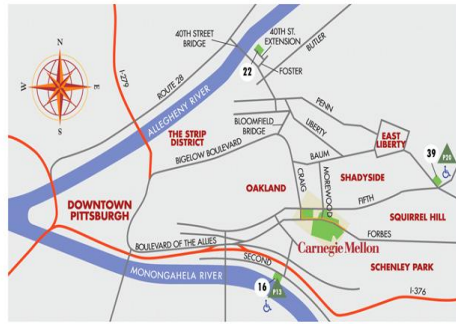 N
W
E
S
I-279
ROUTE 28
ALLEGHENY RIVER
40TH STREET
BRIDGE
40TH ST.
EXTENSION
BUTLER
FOSTER
22
THE STRIP
DISTRICT
BLOOMFIELD
BRIDGE
PENN
LIBERTY
EAST
LIBERTY
BIGELOW BOULEVARD
BAUM
39
P20
OAKLAND
CRAIG
MOREWOOD
SHADYSIDE
FIFTH
DOWNTOWN
PITTSBURGH
SQUIRREL HILL
FORBES
Carnegie Mellon
BOULEVARD OF THE ALLIES
SECOND
SCHENLEY PARK
MONONGAHELA RIVER
16
P13
I-376